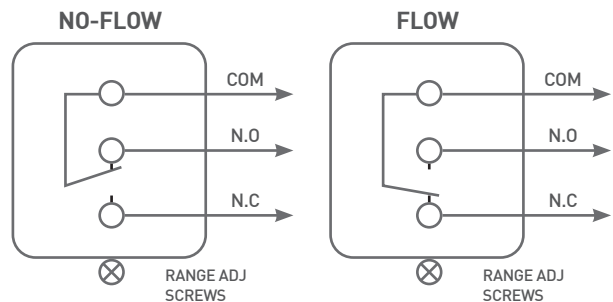 NO-FLOW
COM
N.O
N.C
RANGE ADJ
SCREWS
FLOW
COM
N.O
N.C
RANGE ADJ
SCREWS